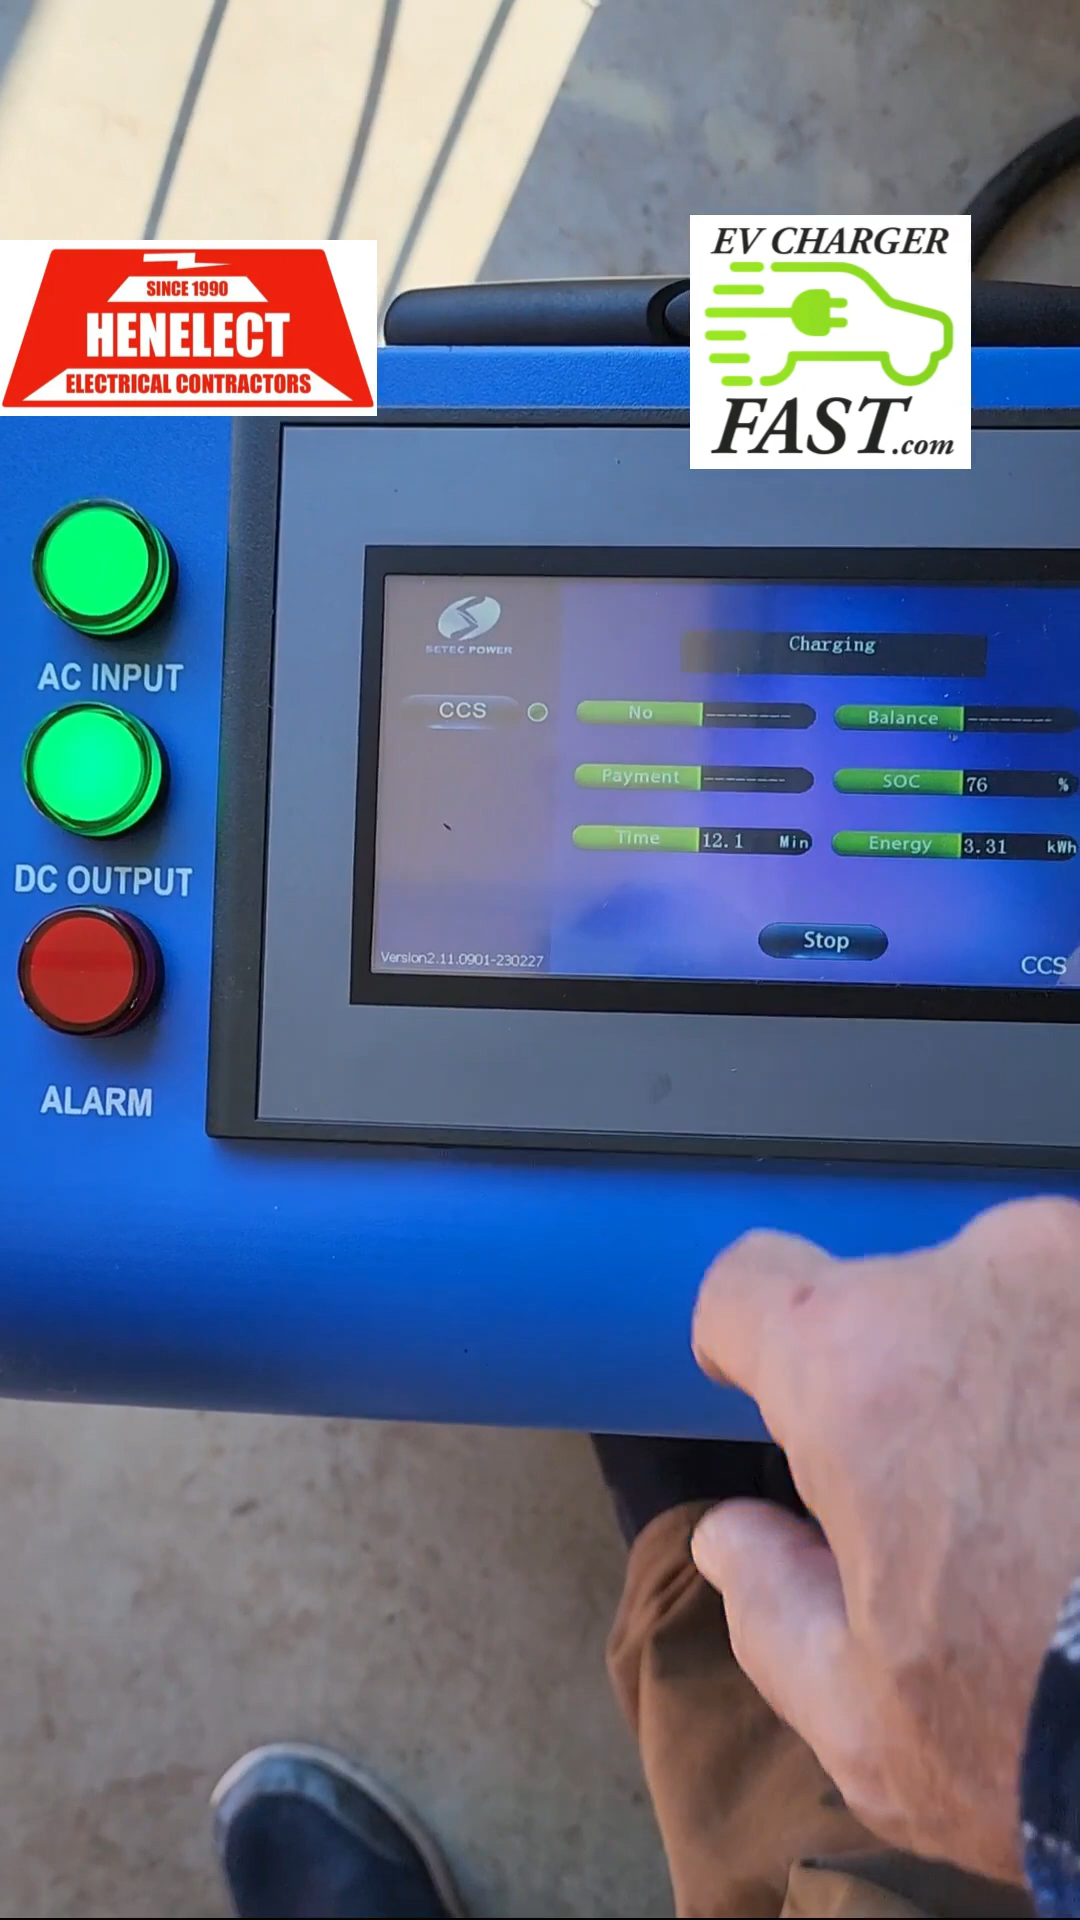 EV CHARGER
FAST.com
SINCE 1990
HENELECT
ELECTRICAL CONTRACTORS
AC INPUT
DC OUTPUT
ALARM
SETEC POWER
Charging
CCS
No --------
Balance --------
Payment --------
SOC 76 %
Time 12.1 Min
Energy 3.31 kWh
Stop
Version2.11.0901-230227
CCS